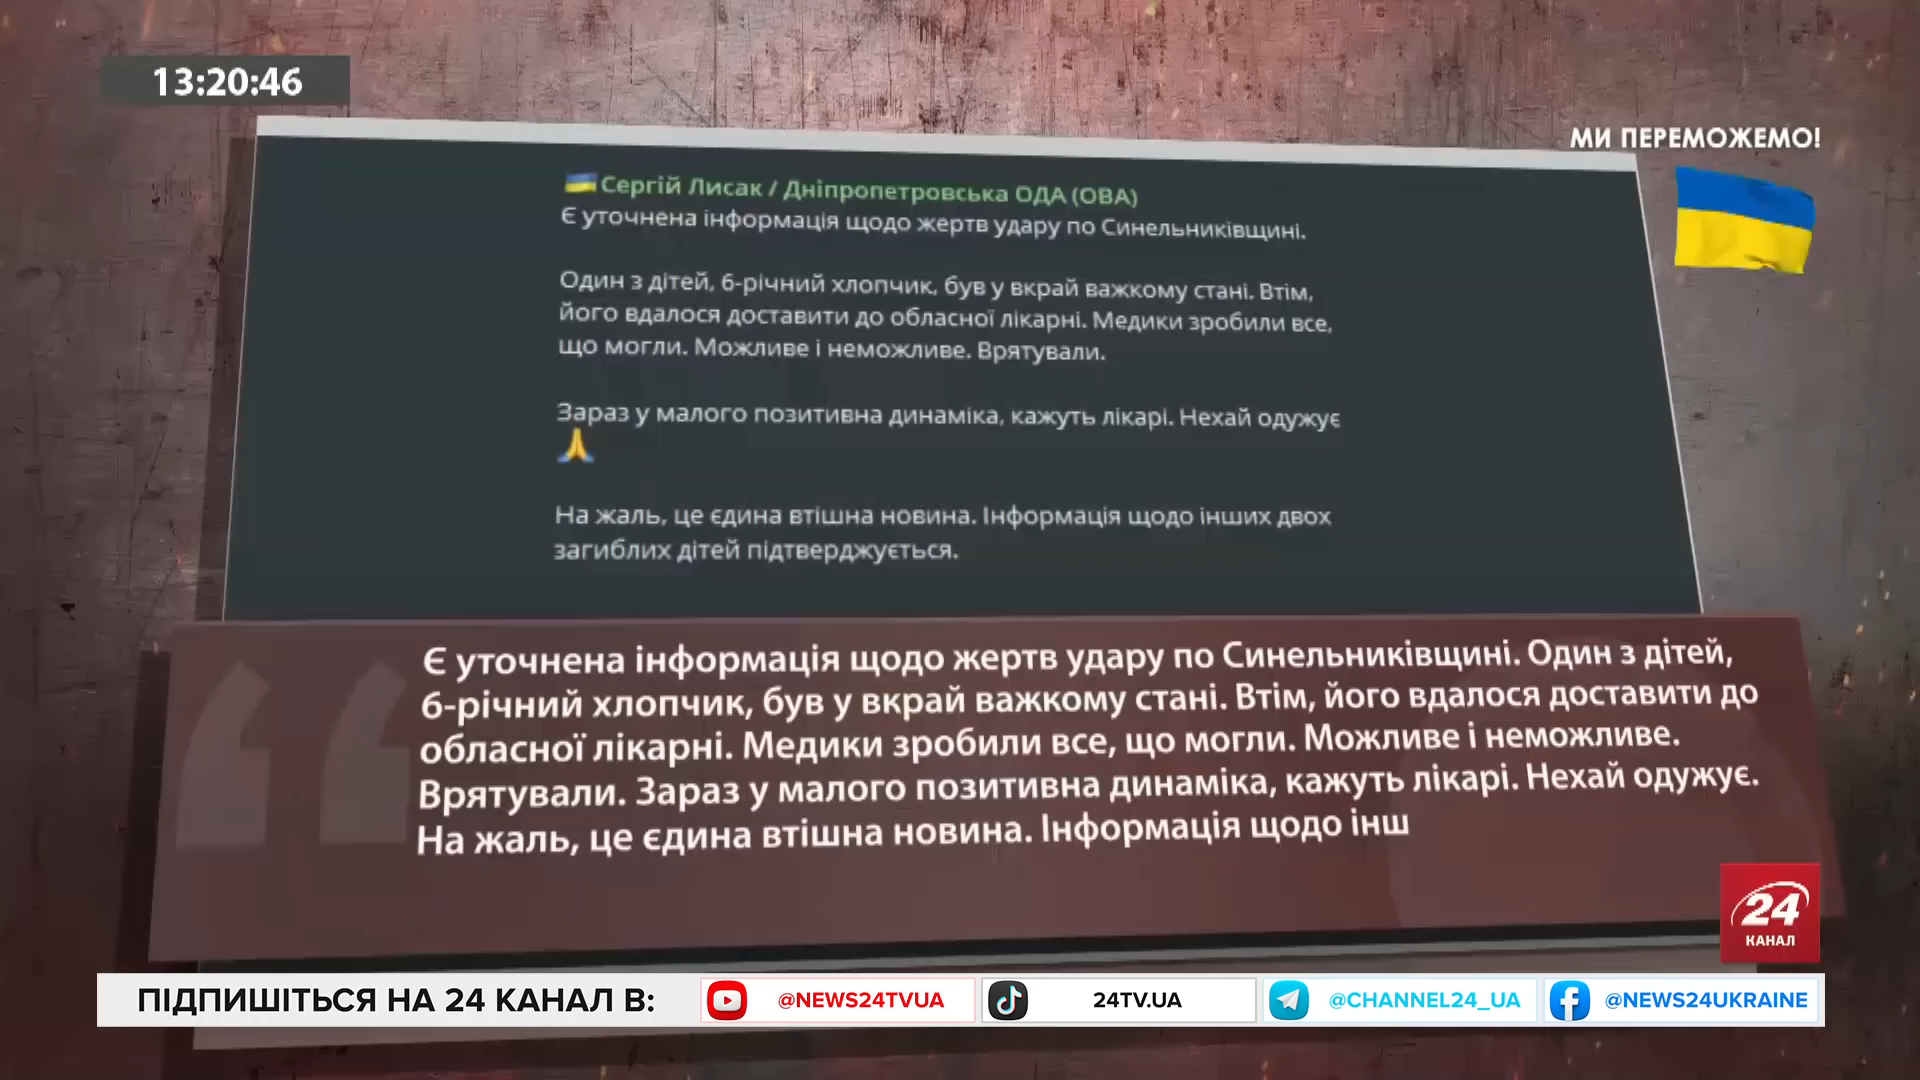 13:20:46
МИ ПЕРЕМОЖЕМО!
Сергій Лисак / Дніпропетровська ОДА (ОВА)
Є уточнена інформація щодо жертв удару по Синельниківщині.
Один з дітей, 6-річний хлопчик, був у вкрай важкому стані. Втім,
його вдалося доставити до обласної лікарні. Медики зробили все,
що могли. Можливе і неможливе. Врятували.
Зараз у малого позитивна динаміка, кажуть лікарі. Нехай одужує
На жаль, це єдина втішна новина. Інформація щодо інших двох
загиблих дітей підтверджується.
Є уточнена інформація щодо жертв удару по Синельниківщині. Один з дітей,
6-річний хлопчик, був у вкрай важкому стані. Втім, його вдалося доставити до
обласної лікарні. Медики зробили все, що могли. Можливе і неможливе.
Врятували. Зараз у малого позитивна динаміка, кажуть лікарі. Нехай одужує.
На жаль, це єдина втішна новина. Інформація щодо інш
24
КАНАЛ
ПІДПИШІТЬСЯ НА 24 КАНАЛ В: @NEWS24TVUA 24TV.UA @CHANNEL24_UA @NEWS24UKRAINE